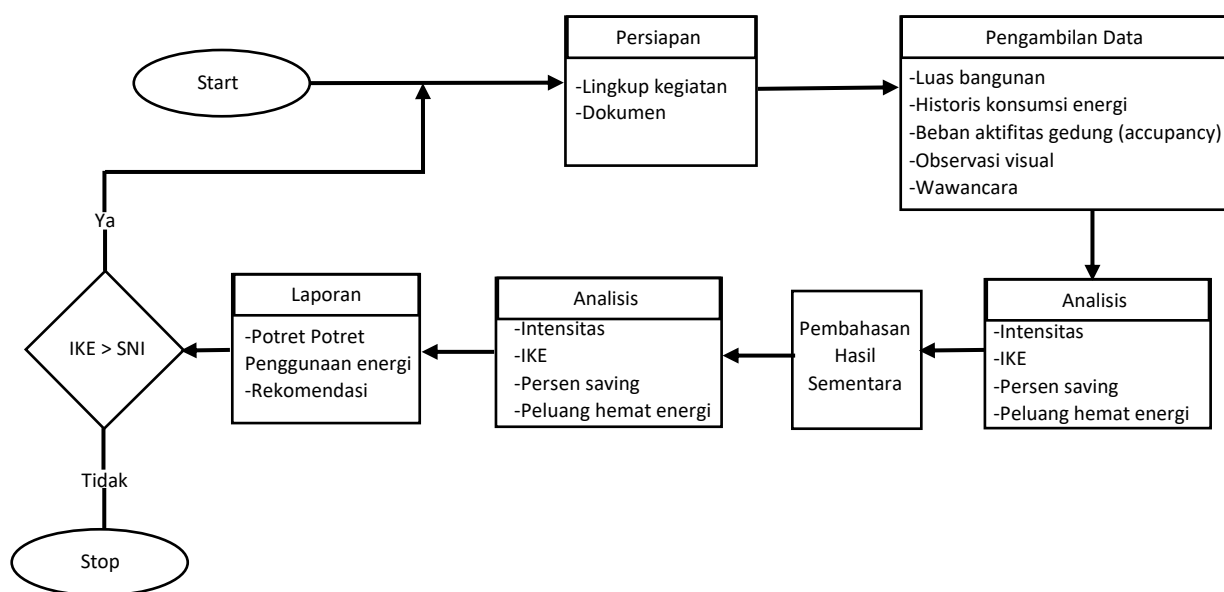 Start
Persiapan
-Lingkup kegiatan
-Dokumen
Pengambilan Data
-Luas bangunan
-Historis konsumsi energi
-Beban aktifitas gedung (accupancy)
-Observasi visual
-Wawancara
Analisis
-Intensitas
-IKE
-Persen saving
-Peluang hemat energi
Pembahasan
Hasil
Sementara
Analisis
-Intensitas
-IKE
-Persen saving
-Peluang hemat energi
Laporan
-Potret Potret
Penggunaan energi
-Rekomendasi
IKE > SNI
Ya
Tidak
Stop